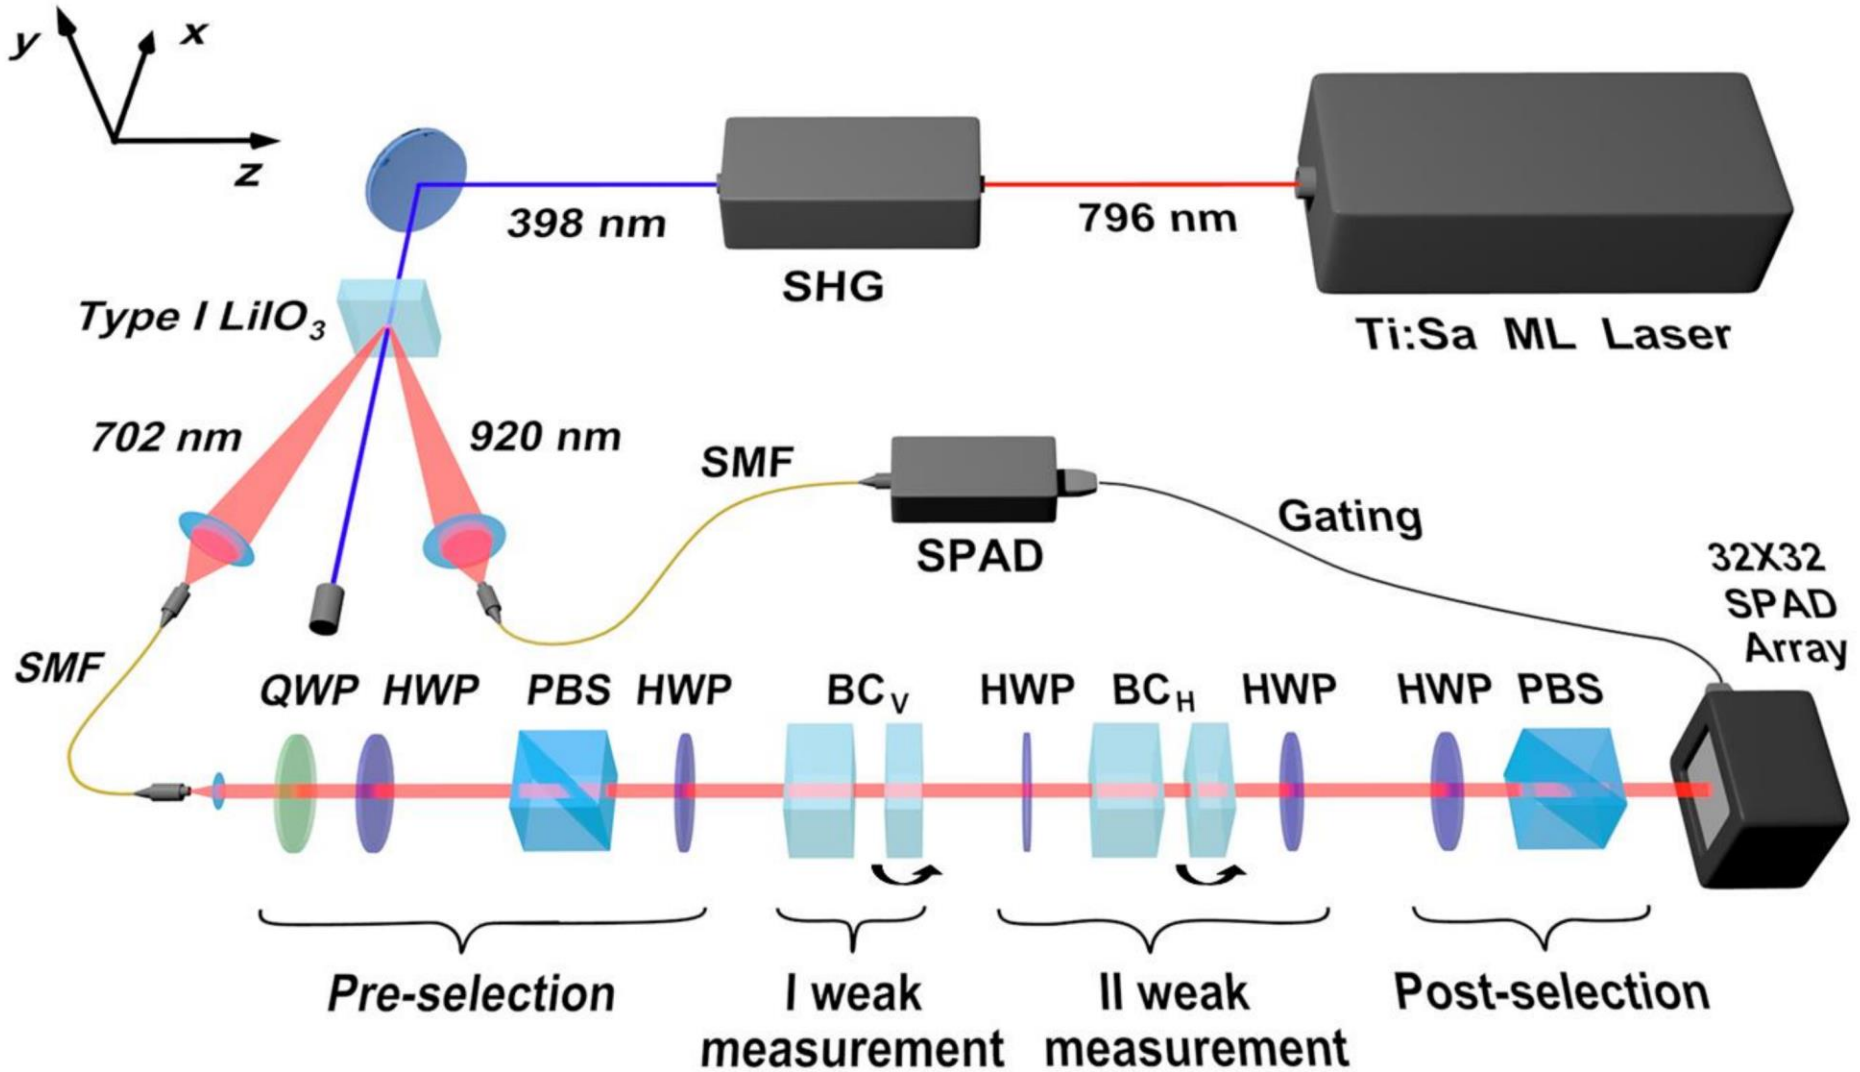 y
x
z
398 nm
796 nm
SHG
Ti:Sa ML Laser
Type I LiIO3
702 nm
920 nm
SMF
SPAD
Gating
32X32
SPAD
Array
SMF
QWP
HWP
PBS
HWP
BCV
HWP
BCH
HWP
HWP
PBS
Pre-selection
I weak
measurement
II weak
measurement
Post-selection